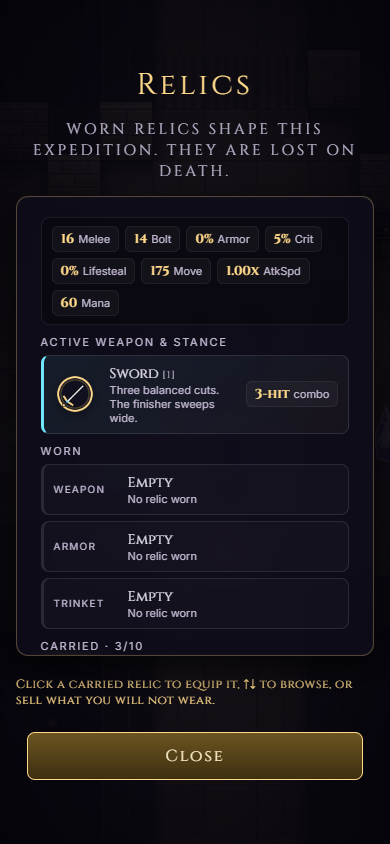 Relics
WORN RELICS SHAPE THIS
EXPEDITION. THEY ARE LOST ON
DEATH.
16 Melee 14 Bolt 0% Armor 5% Crit
0% Lifesteal 175 Move 1.00x AtkSpd
60 Mana
ACTIVE WEAPON & STANCE
Sword [1]
Three balanced cuts.
The finisher sweeps
wide.
3-hit combo
WORN
WEAPON
Empty
No relic worn
ARMOR
Empty
No relic worn
TRINKET
Empty
No relic worn
CARRIED · 3/10
Click a carried relic to equip it, ↑↓ to browse, or
sell what you will not wear.
Close